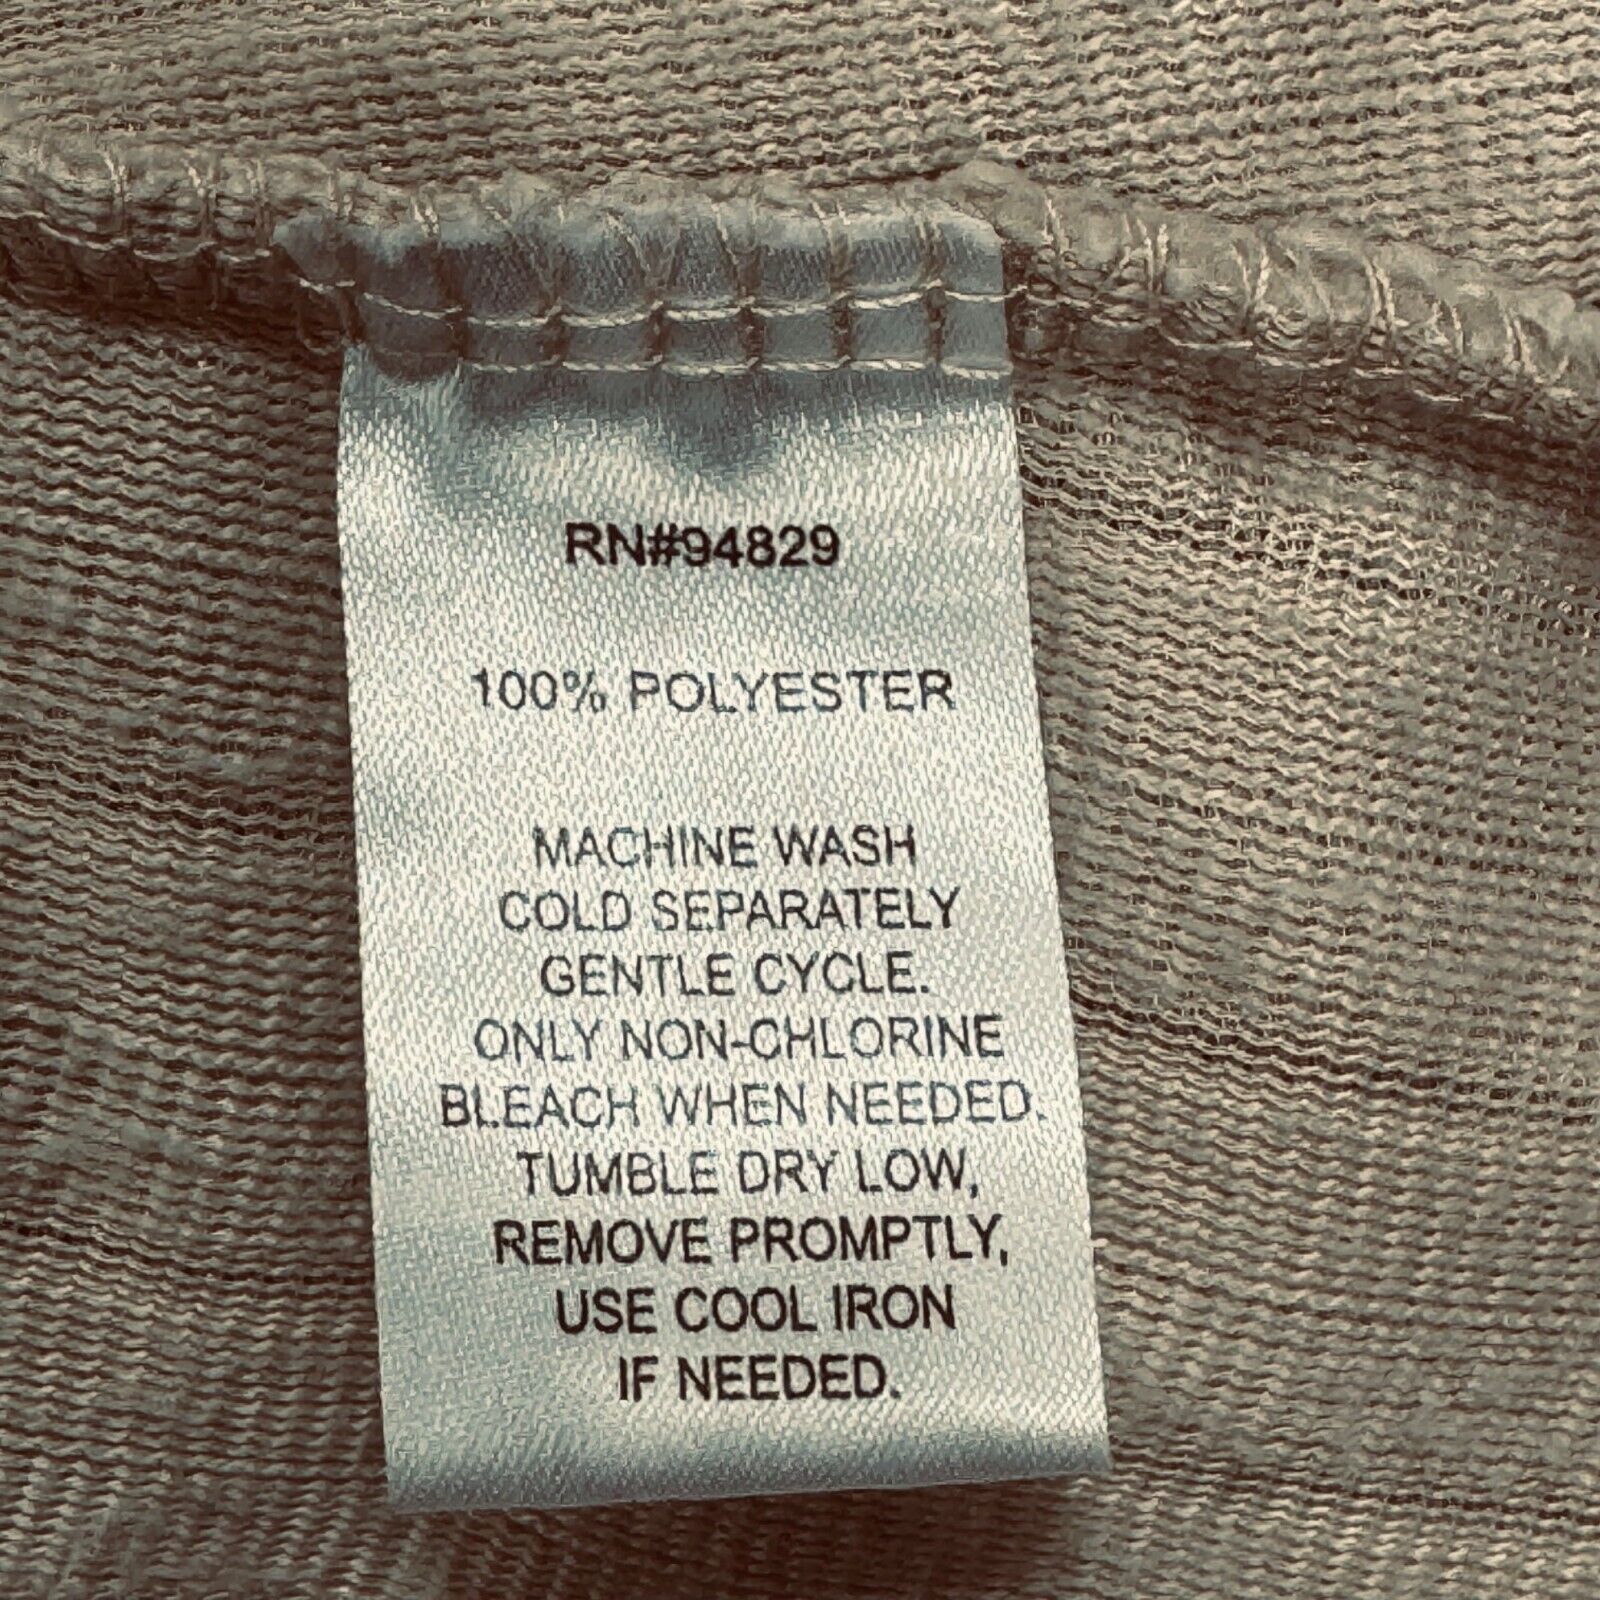 RN#94829
100% POLYESTER
MACHINE WASH
COLD SEPARATELY
GENTLE CYCLE.
ONLY NON-CHLORINE
BLEACH WHEN NEEDED.
TUMBLE DRY LOW,
REMOVE PROMPTLY,
USE COOL IRON
IF NEEDED.